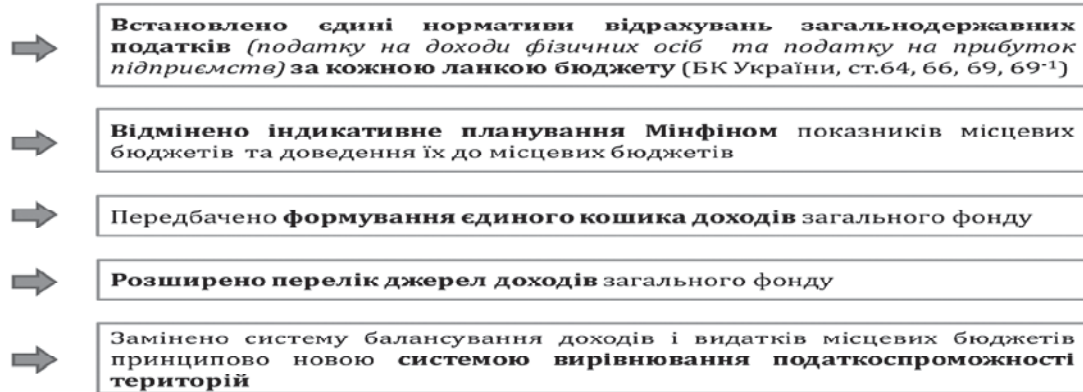 Встановлено єдині нормативи відрахувань загальнодержавних
податків (податку на доходи фізичних осіб та податку на прибуток
підприємств) за кожною ланкою бюджету (БК України, ст.64, 66, 69, 69-¹)
Відмінено індикативне планування Мінфіном показників місцевих
бюджетів та доведення їх до місцевих бюджетів
Передбачено формування єдиного кошика доходів загального фонду
Розширено перелік джерел доходів загального фонду
Замінено систему балансування доходів і видатків місцевих бюджетів
принципово новою системою вирівнювання податкоспроможності
територій